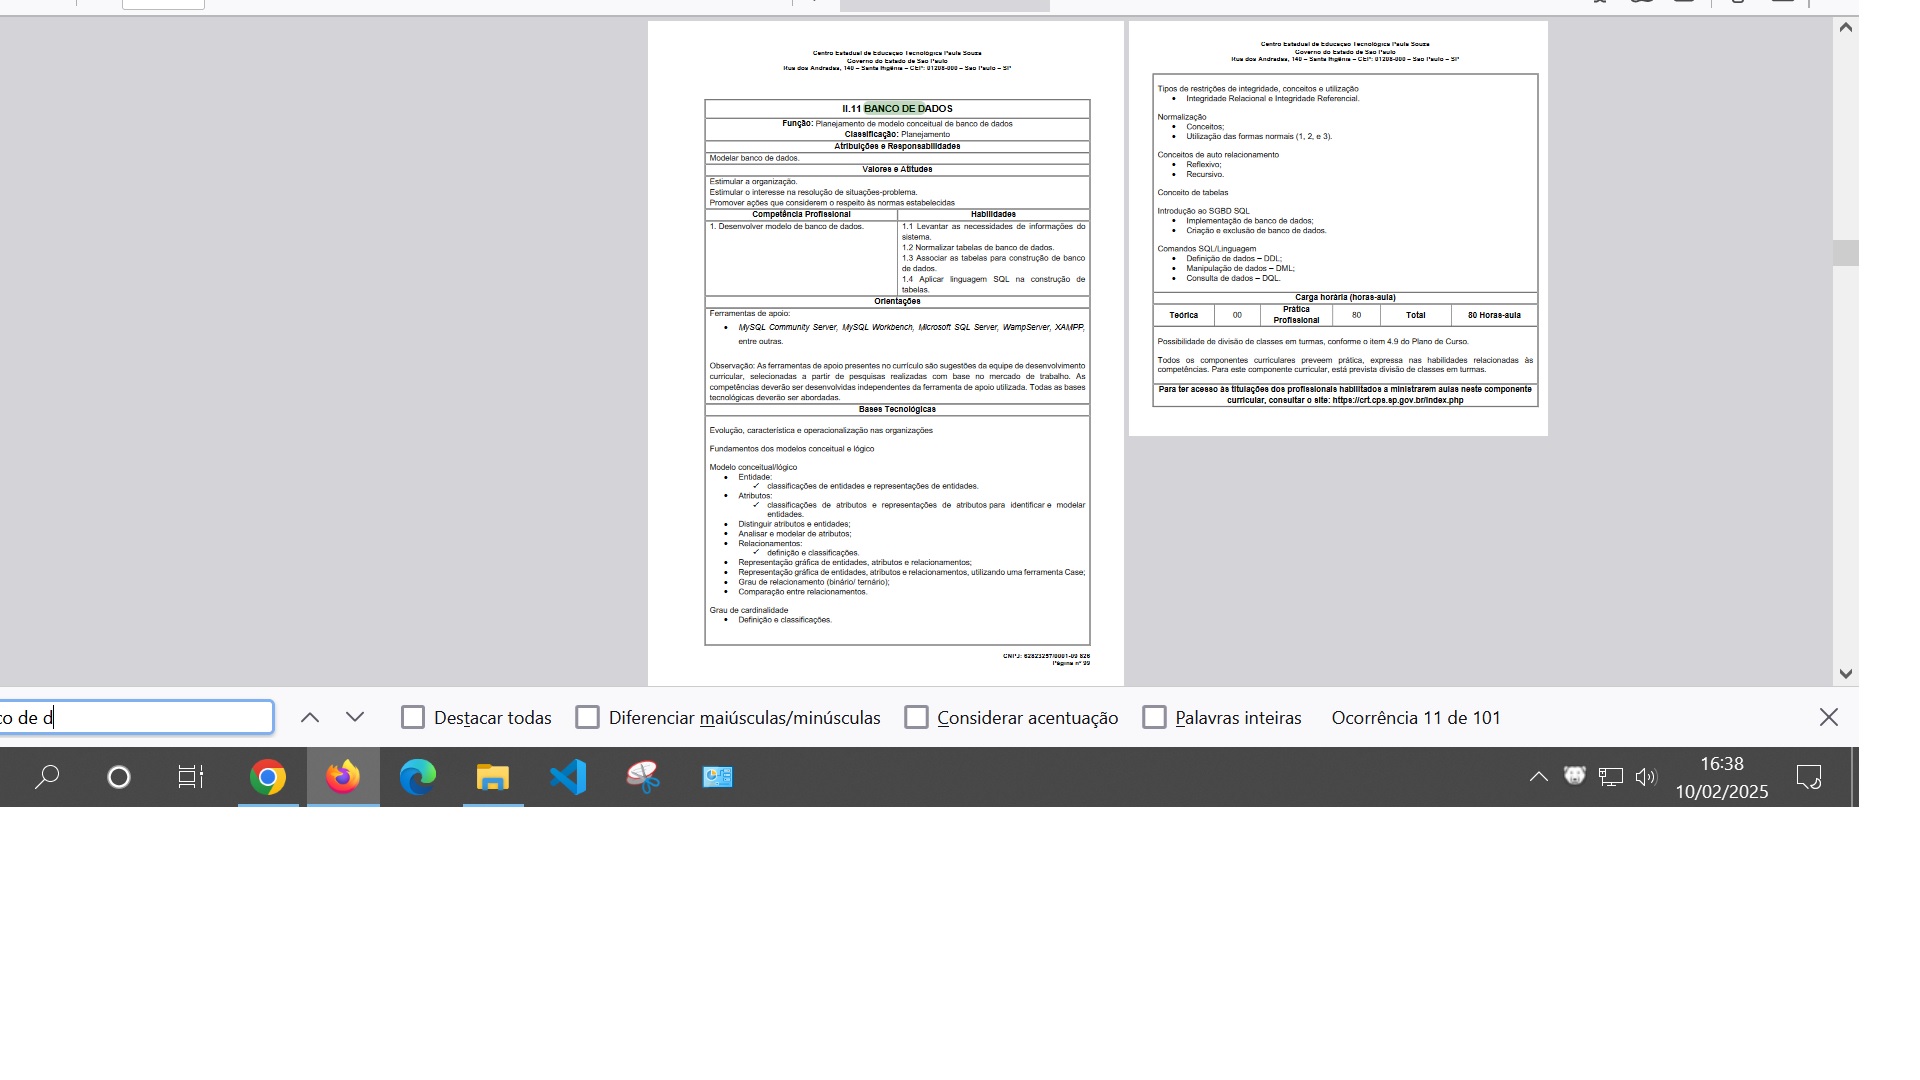 Centro Estadual de Educação Tecnológica Paula Souza
Governo do Estado de São Paulo
Rua dos Andradas, 140 – Santa Ifigênia – CEP: 01208-000 – São Paulo – SP
II.11 BANCO DE DADOS
Função: Planejamento de modelo conceitual de banco de dados
Classificação: Planejamento
Atribuições e Responsabilidades
Modelar banco de dados.
Valores e Atitudes
Estimular a organização.
Estimular o interesse na resolução de situações-problema.
Promover ações que considerem o respeito às normas estabelecidas
Competência Profissional
Habilidades
1. Desenvolver modelo de banco de dados.
1.1 Levantar as necessidades de informações do
sistema.
1.2 Normalizar tabelas de banco de dados.
1.3 Associar as tabelas para construção de banco
de dados.
1.4 Aplicar linguagem SQL na construção de
tabelas.
Orientações
Ferramentas de apoio:
• MySQL Community Server, MySQL Workbench, Microsoft SQL Server, WampServer, XAMPP,
entre outras.
Observação: As ferramentas de apoio presentes no currículo são sugestões da equipe de desenvolvimento
curricular, selecionadas a partir de pesquisas realizadas com base no mercado de trabalho. As
competências deverão ser desenvolvidas independentes da ferramenta de apoio utilizada. Todas as bases
tecnológicas deverão ser abordadas.
Bases Tecnológicas
Evolução, característica e operacionalização nas organizações
Fundamentos dos modelos conceitual e lógico
Modelo conceitual/lógico
• Entidade:
✓ classificações de entidades e representações de entidades.
• Atributos:
✓ classificações de atributos e representações de atributos para identificar e modelar
entidades.
• Distinguir atributos e entidades;
• Analisar e modelar de atributos;
• Relacionamentos:
✓ definição e classificações.
• Representação gráfica de entidades, atributos e relacionamentos;
• Representação gráfica de entidades, atributos e relacionamentos, utilizando uma ferramenta Case;
• Grau de relacionamento (binário/ ternário);
• Comparação entre relacionamentos.
Grau de cardinalidade
• Definição e classificações.
CNPJ: 62823257/0001-09 826
Página nº 99
Centro Estadual de Educação Tecnológica Paula Souza
Governo do Estado de São Paulo
Rua dos Andradas, 140 – Santa Ifigênia – CEP: 01208-000 – São Paulo – SP
Tipos de restrições de integridade, conceitos e utilização
• Integridade Relacional e Integridade Referencial.
Normalização
• Conceitos;
• Utilização das formas normais (1, 2, e 3).
Conceitos de auto relacionamento
• Reflexivo;
• Recursivo.
Conceito de tabelas
Introdução ao SGBD SQL
• Implementação de banco de dados;
• Criação e exclusão de banco de dados.
Comandos SQL/Linguagem
• Definição de dados – DDL;
• Manipulação de dados – DML;
• Consulta de dados – DQL.
Carga horária (horas-aula)
Teórica 00 Prática Profissional 80 Total 80 Horas-aula
Possibilidade de divisão de classes em turmas, conforme o item 4.9 do Plano de Curso.
Todos os componentes curriculares preveem prática, expressa nas habilidades relacionadas às
competências. Para este componente curricular, está prevista divisão de classes em turmas.
Para ter acesso às titulações dos profissionais habilitados a ministrarem aulas neste componente
curricular, consultar o site: https://crt.cps.sp.gov.br/index.php
co de d
Destacar todas
Diferenciar maiúsculas/minúsculas
Considerar acentuação
Palavras inteiras
Ocorrência 11 de 101
16:38
10/02/2025